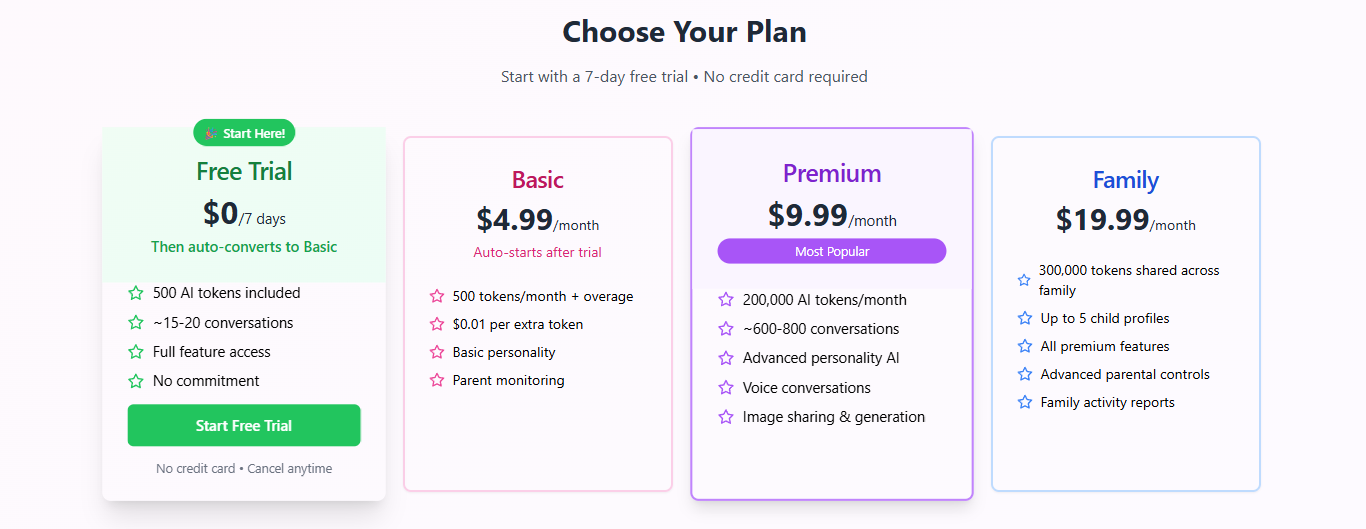 Choose Your Plan
Start with a 7-day free trial • No credit card required
🎉 Start Here!
Free Trial
$0/7 days
Then auto-converts to Basic
500 AI tokens included
~15-20 conversations
Full feature access
No commitment
Start Free Trial
No credit card • Cancel anytime
Basic
$4.99/month
Auto-starts after trial
500 tokens/month + overage
$0.01 per extra token
Basic personality
Parent monitoring
Premium
$9.99/month
Most Popular
200,000 AI tokens/month
~600-800 conversations
Advanced personality AI
Voice conversations
Image sharing & generation
Family
$19.99/month
300,000 tokens shared across
family
Up to 5 child profiles
All premium features
Advanced parental controls
Family activity reports